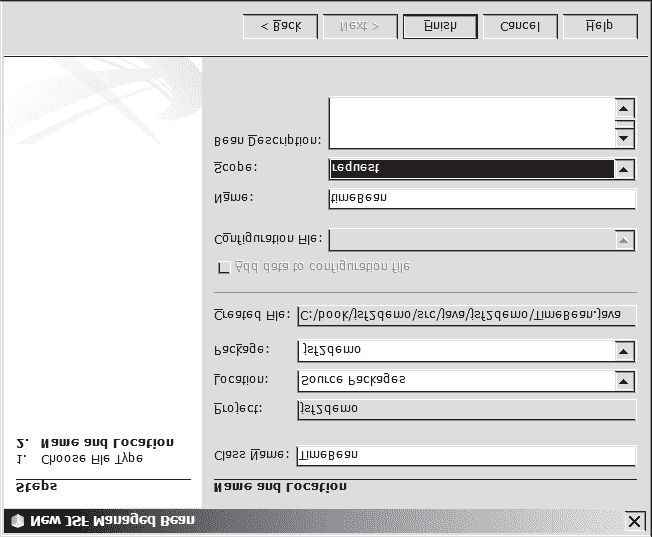 New JSF Managed Bean
Steps
1. Choose File Type
2. Name and Location
Name and Location
Class Name: TimeBean
Project: jsf2demo
Location: Source Packages
Package: jsf2demo
Created File: C:\book\jsf2demo\src\java\jsf2demo\TimeBean.java
Add data to configuration file
Configuration File:
Name: timeBean
Scope: request
Bean Description:
< Back
Next >
Finish
Cancel
Help